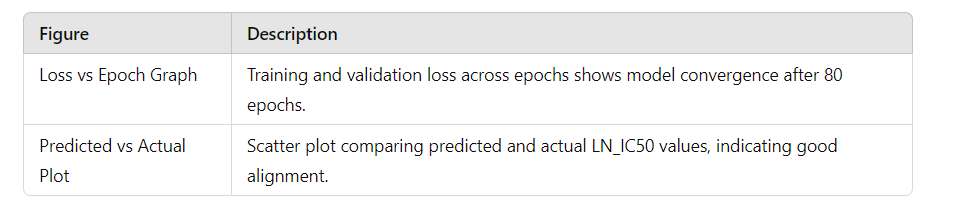 Figure Description
Loss vs Epoch Graph Training and validation loss across epochs shows model convergence after 80
epochs.
Predicted vs Actual Scatter plot comparing predicted and actual LN_IC50 values, indicating good
Plot alignment.